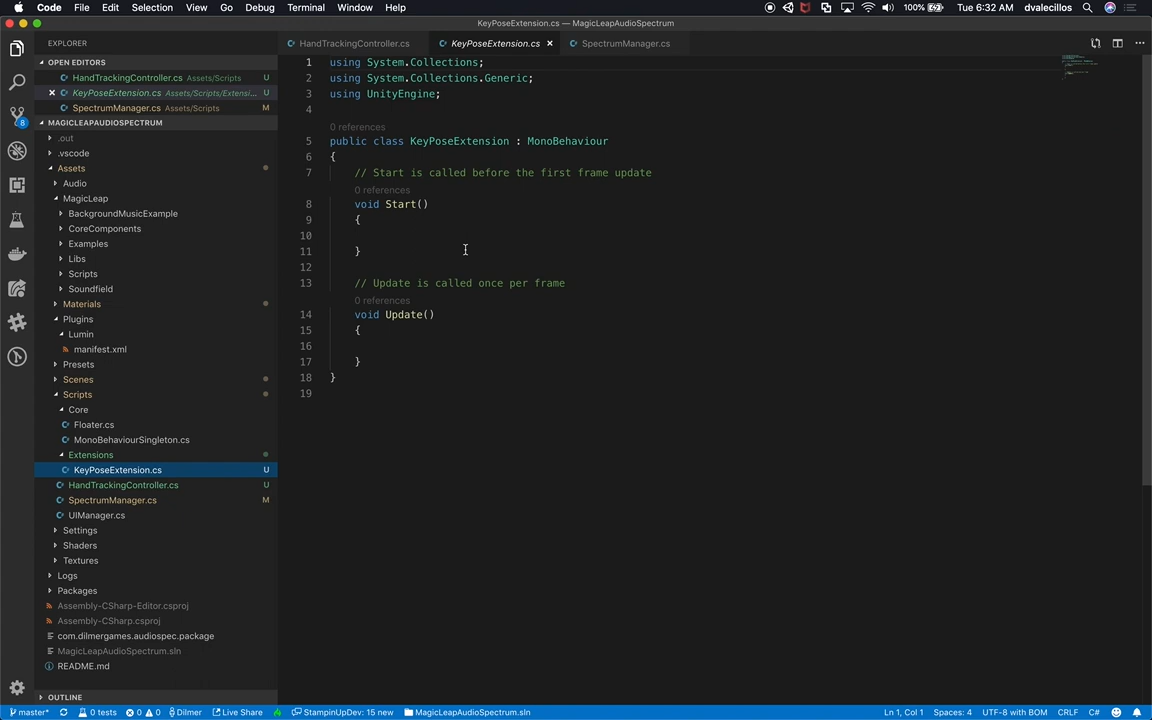 Code File Edit Selection View Go Debug Terminal Window Help 100% Tue 6:32 AM dvalecillos
KeyPoseExtension.cs — MagicLeapAudioSpectrum
EXPLORER
OPEN EDITORS
HandTrackingController.cs Assets/Scripts U
KeyPoseExtension.cs Assets/Scripts/Extensi... U
SpectrumManager.cs Assets/Scripts M
MAGICLEAPAUDIOSPECTRUM
.out
.vscode
Assets
Audio
MagicLeap
BackgroundMusicExample
CoreComponents
Examples
Libs
Scripts
Soundfield
Materials
Plugins
Lumin
manifest.xml
Presets
Scenes
Scripts
Core
Floater.cs
MonoBehaviourSingleton.cs
Extensions
KeyPoseExtension.cs U
HandTrackingController.cs U
SpectrumManager.cs M
UIManager.cs
Settings
Shaders
Textures
Logs
Packages
Assembly-CSharp-Editor.csproj
Assembly-CSharp.csproj
com.dilmergames.audiospec.package
MagicLeapAudioSpectrum.sln
README.md
OUTLINE
8
HandTrackingController.cs KeyPoseExtension.cs SpectrumManager.cs
1 using System.Collections;
2 using System.Collections.Generic;
3 using UnityEngine;
4
0 references
5 public class KeyPoseExtension : MonoBehaviour
6 {
7 // Start is called before the first frame update
0 references
8 void Start()
9 {
10
11 }
12
13 // Update is called once per frame
0 references
14 void Update()
15 {
16
17 }
18 }
19
master* 0 tests 0 0 Dilmer Live Share StampinUpDev: 15 new MagicLeapAudioSpectrum.sln Ln 1, Col 1 Spaces: 4 UTF-8 with BOM CRLF C#